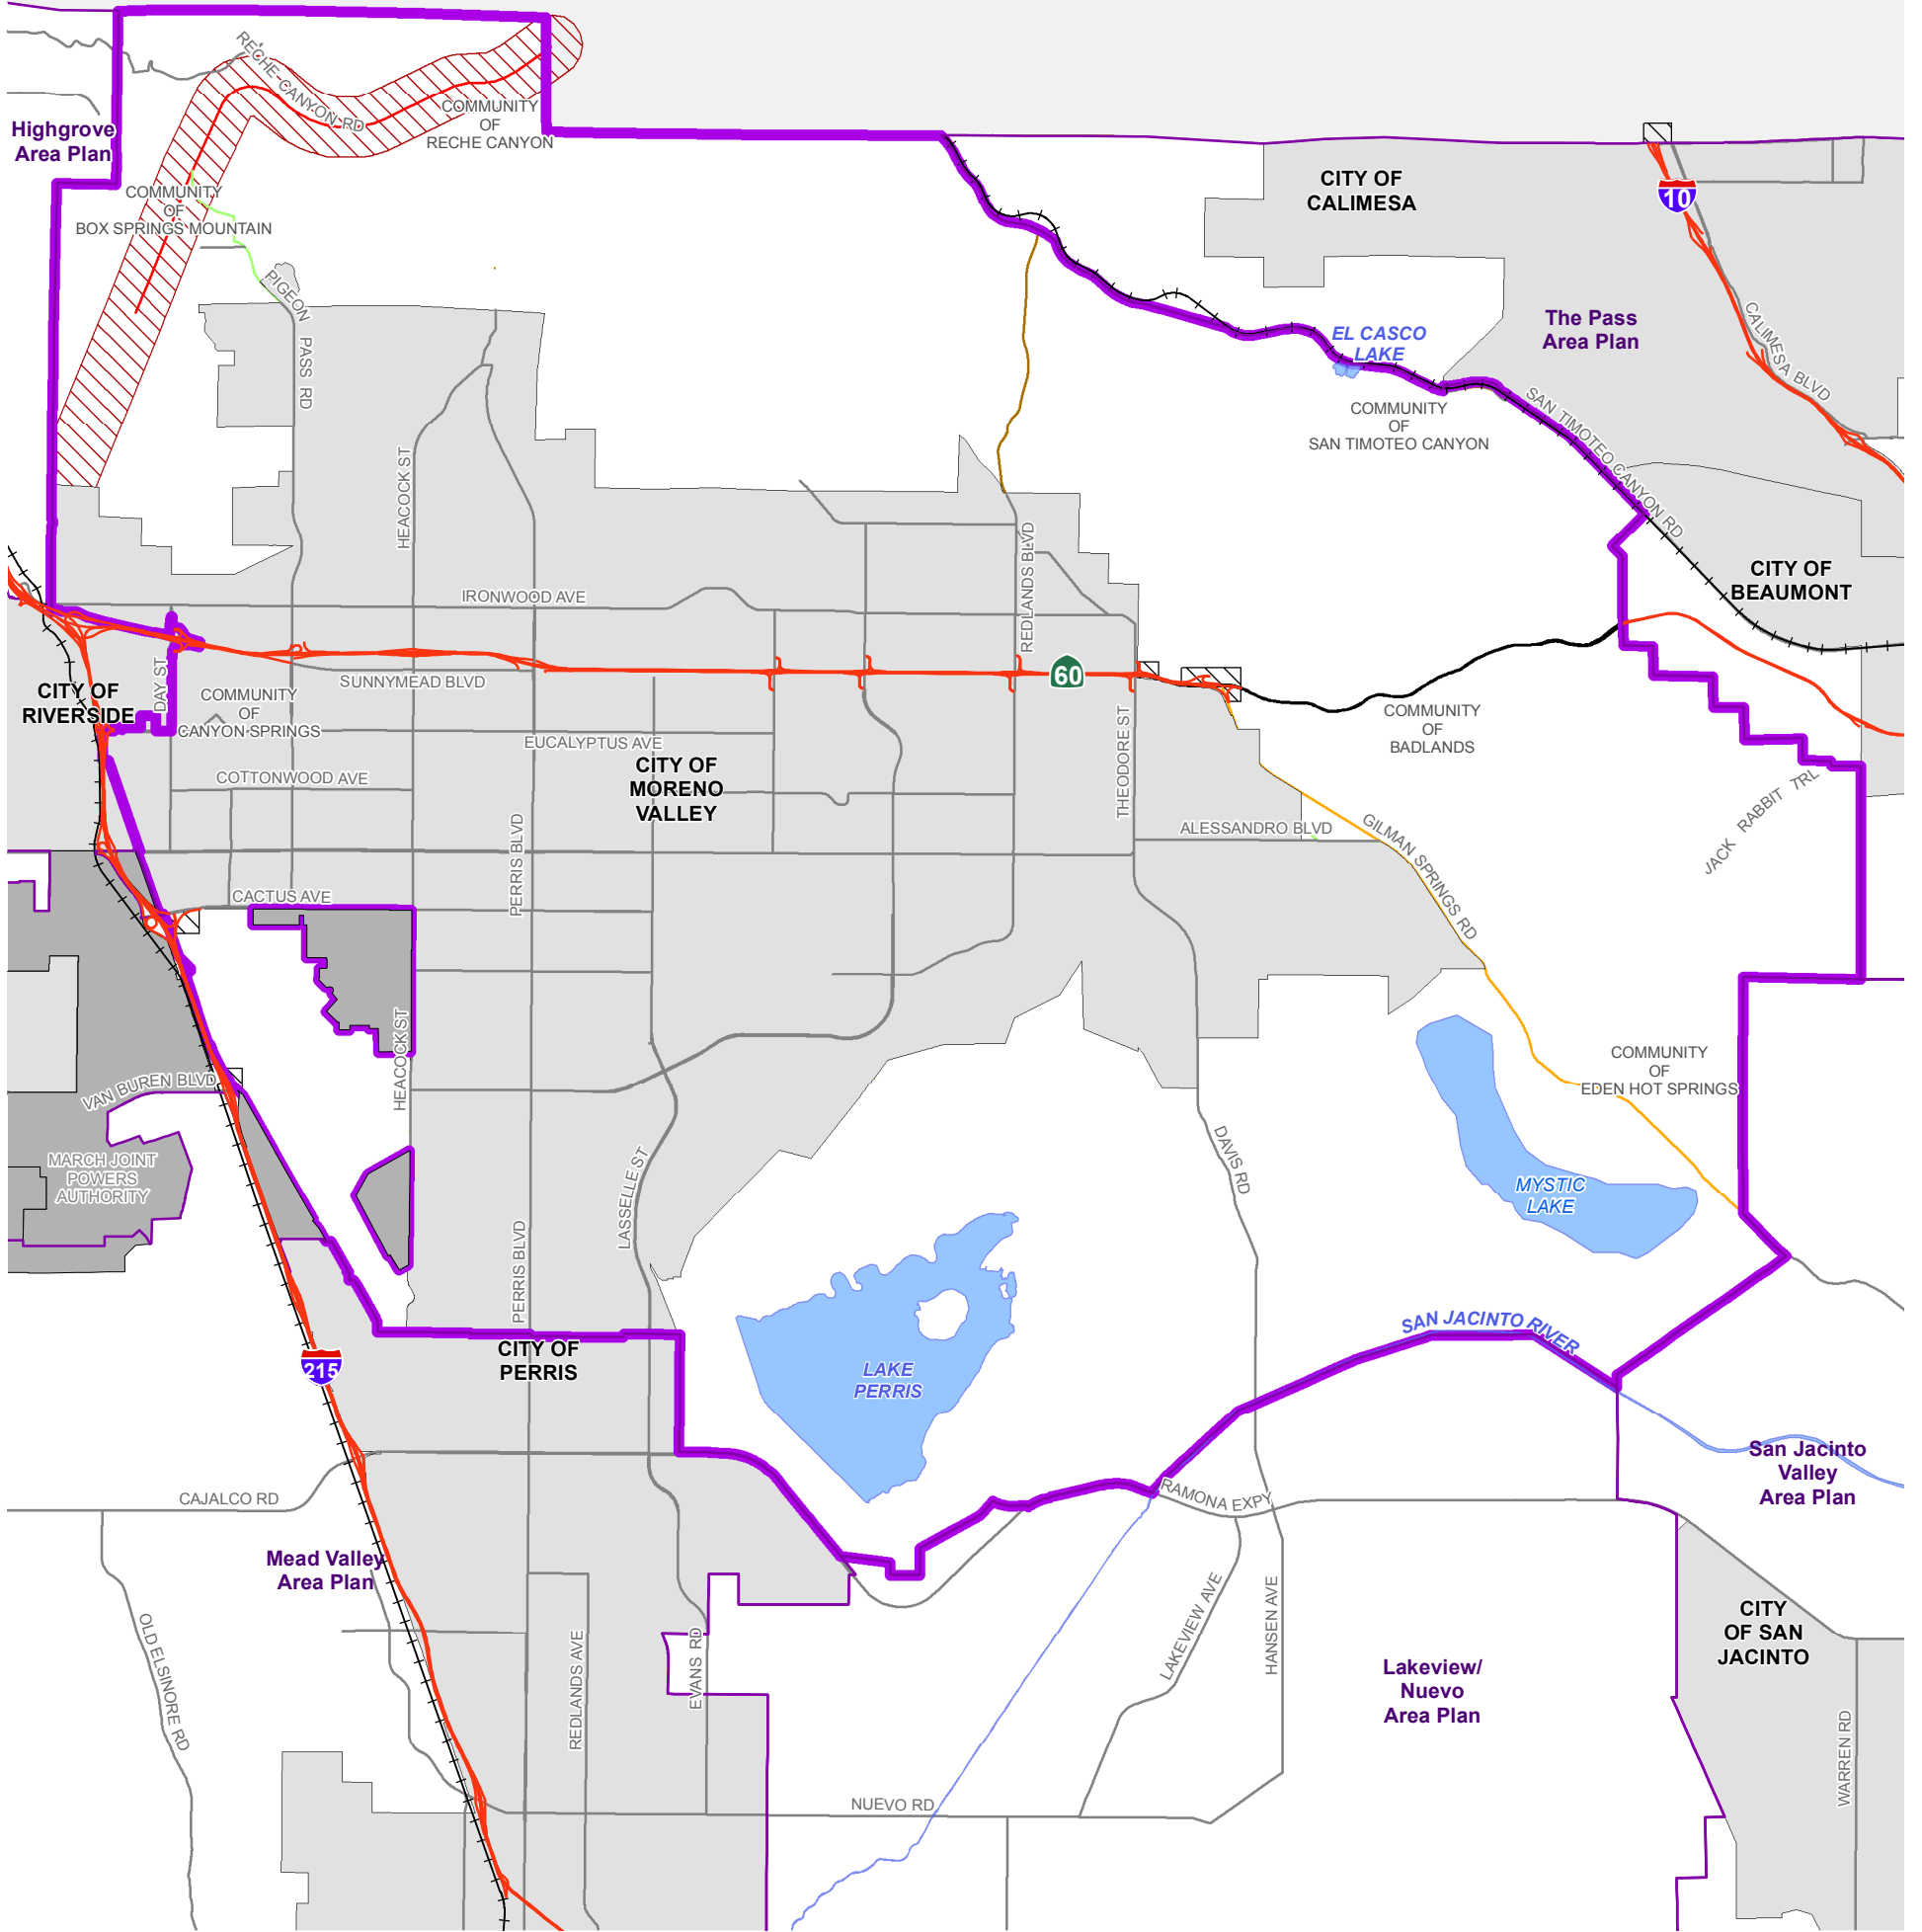 RECHE CANYON RD
Highgrove
Area Plan
COMMUNITY
OF
RECHE CANYON
COMMUNITY
OF
BOX SPRINGS MOUNTAIN
CITY OF
CALIMESA
10
PIGEON
PASS RD
The Pass
Area Plan
CALIMESA BLVD
EL CASCO
LAKE
COMMUNITY
OF
SAN TIMOTEO CANYON
SAN TIMOTEO CANYON RD
HEACOCK ST
REDLANDS BLVD
CITY OF
BEAUMONT
IRONWOOD AVE
CITY OF
RIVERSIDE
DAY ST
SUNNYMEAD BLVD
60
COMMUNITY
OF
CANYON SPRINGS
EUCALYPTUS AVE
COMMUNITY
OF
BADLANDS
CITY OF
MORENO
VALLEY
COTTONWOOD AVE
THEODORE ST
JACK RABBIT TRL
ALESSANDRO BLVD
GILMAN SPRINGS RD
PERRIS BLVD
CACTUS AVE
HEACOCK ST
VAN BUREN BLVD
COMMUNITY
OF
EDEN HOT SPRINGS
MARCH JOINT
POWERS
AUTHORITY
LASSELLE ST
DAVIS RD
MYSTIC
LAKE
PERRIS BLVD
SAN JACINTO RIVER
CITY OF
PERRIS
215
LAKE
PERRIS
San Jacinto
Valley
Area Plan
CAJALCO RD
RAMONA EXPY
Mead Valley
Area Plan
OLD ELSINORE RD
REDLANDS AVE
EVANS RD
LAKEVIEW AVE
HANSEN AVE
CITY
OF SAN
JACINTO
Lakeview/
Nuevo
Area Plan
WARREN RD
NUEVO RD